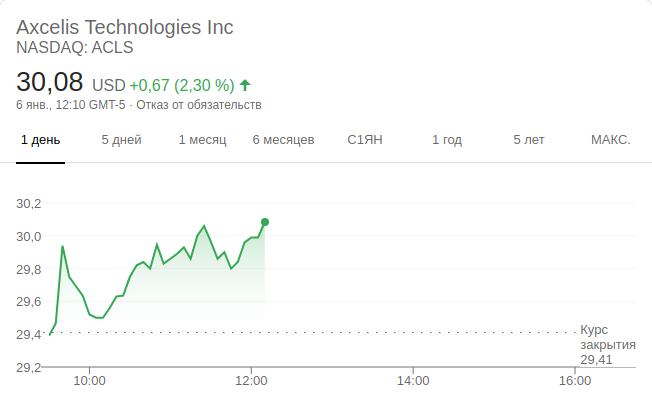 Axcelis Technologies Inc
NASDAQ: ACLS
30,08 USD +0,67 (2,30 %)
6 янв., 12:10 GMT-5 · Отказ от обязательств
1 день 5 дней 1 месяц 6 месяцев С1ЯН 1 год 5 лет МАКС.
30,2
30,0
29,8
29,6
29,4
29,2
Курс
закрытия
29,41
10:00 12:00 14:00 16:00